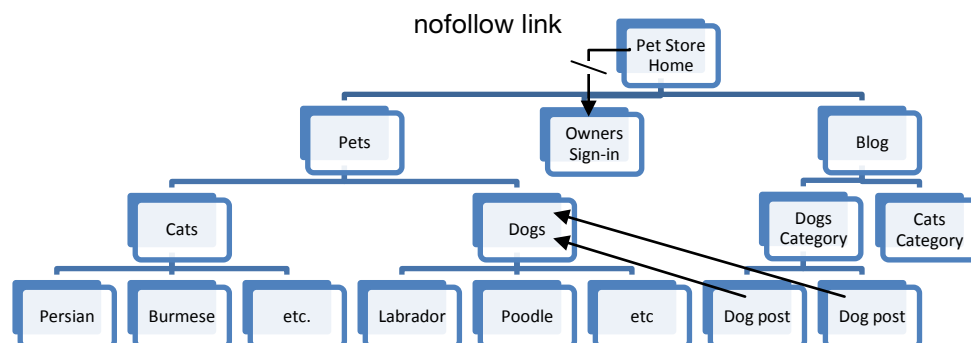 nofollow link
Pet Store
Home
Pets
Owners
Sign-in
Blog
Cats
Dogs
Dogs
Category
Cats
Category
Persian
Burmese
etc.
Labrador
Poodle
etc
Dog post
Dog post